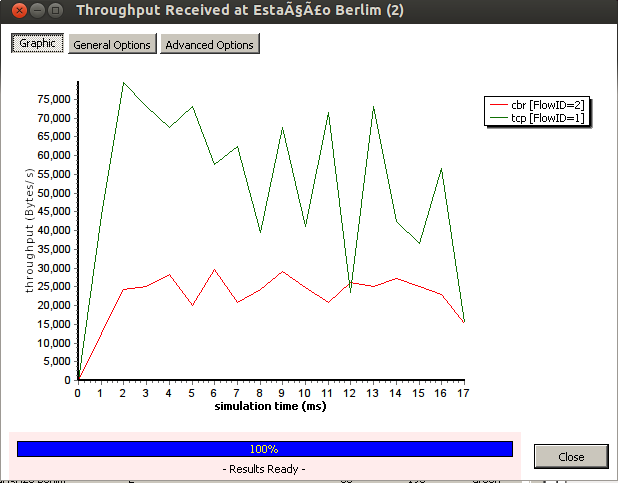 Throughput Received at EstaÃ§Ã£o Berlim (2)
Graphic
General Options
Advanced Options
75,000
70,000
65,000
60,000
55,000
50,000
45,000
40,000
35,000
30,000
25,000
20,000
15,000
10,000
5,000
0
throughput (Bytes/s)
cbr [FlowID=2]
tcp [FlowID=1]
0 1 2 3 4 5 6 7 8 9 10 11 12 13 14 15 16 17
simulation time (ms)
100%
- Results Ready -
Close